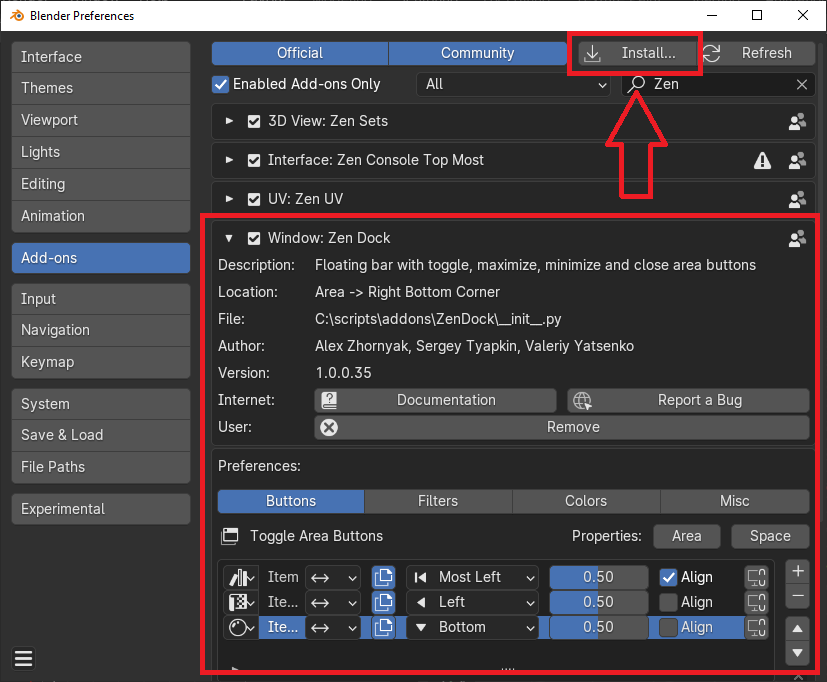 Blender Preferences
Interface
Themes
Viewport
Lights
Editing
Animation
Add-ons
Input
Navigation
Keymap
System
Save & Load
File Paths
Experimental
Official Community Install... Refresh
Enabled Add-ons Only All Zen
3D View: Zen Sets
Interface: Zen Console Top Most
UV: Zen UV
Window: Zen Dock
Description: Floating bar with toggle, maximize, minimize and close area buttons
Location: Area -> Right Bottom Corner
File: C:\scripts\addons\ZenDock\__init__.py
Author: Alex Zhornyak, Sergey Tyapkin, Valeriy Yatsenko
Version: 1.0.0.35
Internet: Documentation Report a Bug
User: Remove
Preferences:
Buttons Filters Colors Misc
Toggle Area Buttons Properties: Area Space
Item Most Left 0.50 Align
Ite... Left 0.50 Align
Ite... Bottom 0.50 Align